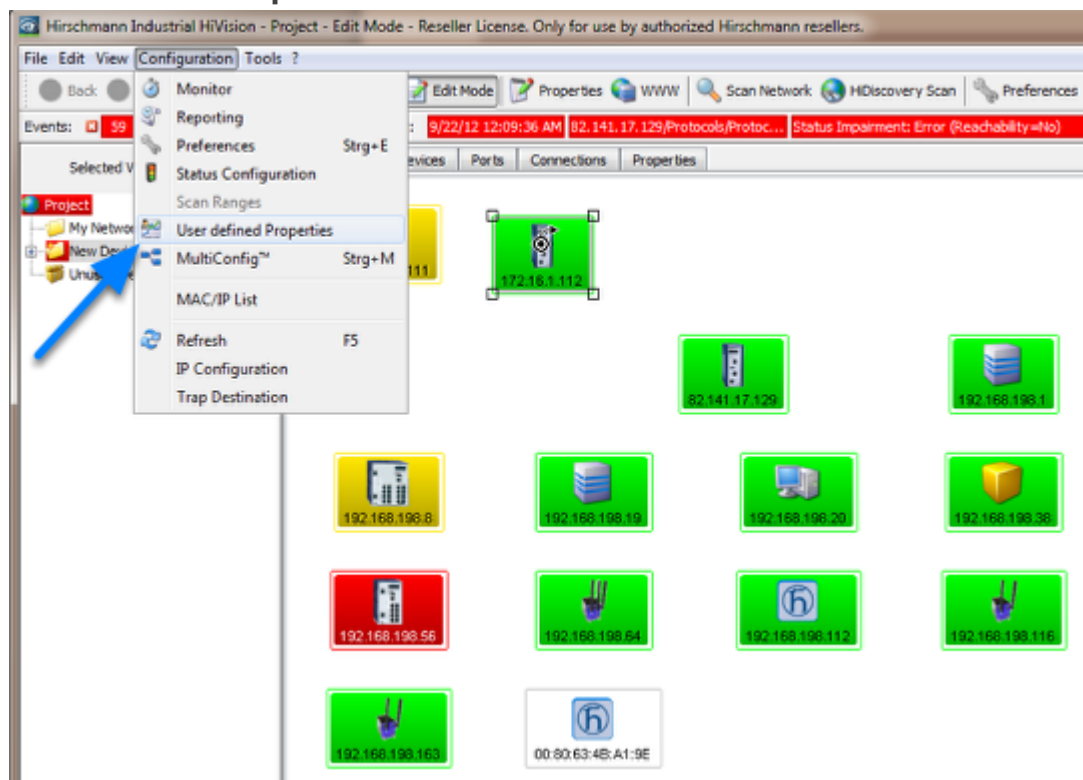 Hirschmann Industrial HiVision - Project - Edit Mode - Reseller License. Only for use by authorized Hirschmann resellers.
File Edit View Configuration Tools ?
Back Edit Mode Properties WWW Scan Network HiDiscovery Scan Preferences
Events: 59 : 9/22/12 12:09:36 AM 82.141.17.129/Protocols/Protoc... Status Impairment: Error (Reachability=No)
Selected V evices Ports Connections Properties
Monitor
Reporting
Preferences Strg+E
Status Configuration
Scan Ranges
User defined Properties
MultiConfig™ Strg+M
MAC/IP List
Refresh F5
IP Configuration
Trap Destination
Project
My Networ
New Devi
Unus
111
172.16.1.112
82.141.17.129
192.168.198.1
192.168.198.8
192.168.198.19
192.168.198.20
192.168.198.38
192.168.198.56
192.168.198.64
192.168.198.112
192.168.198.116
192.168.198.163
00:80:63:4B:A1:9E